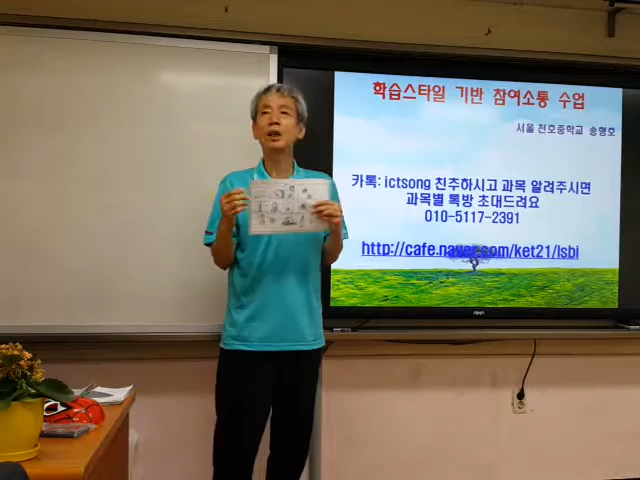 학습스타일 기반 참여소통 수업
서울 천호중학교 송형호
카톡: ictsong 친추하시고 과목 알려주시면
과목별 톡방 초대드려요
010-5117-2391
http://cafe.naver.com/ket21/lsbi